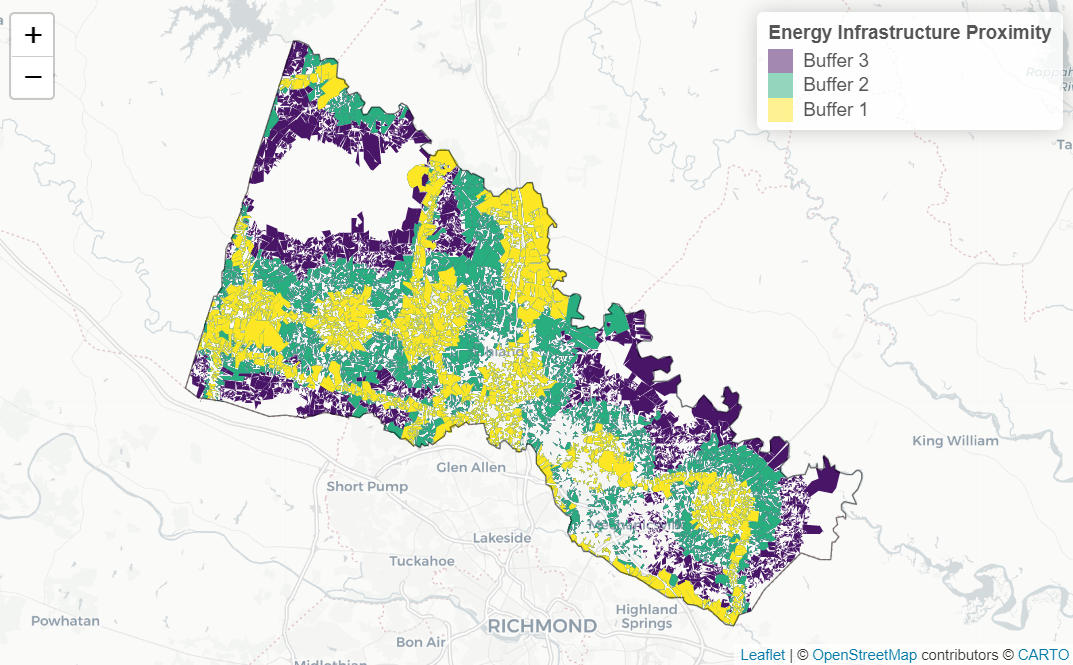 +
−
Energy Infrastructure Proximity
Buffer 3
Buffer 2
Buffer 1
King William
Glen Allen
Short Pump
Lakeside
Tuckahoe
Highland
Springs
Powhatan
RICHMOND
Bon Air
Midlothian
Leaflet | © OpenStreetMap contributors © CARTO